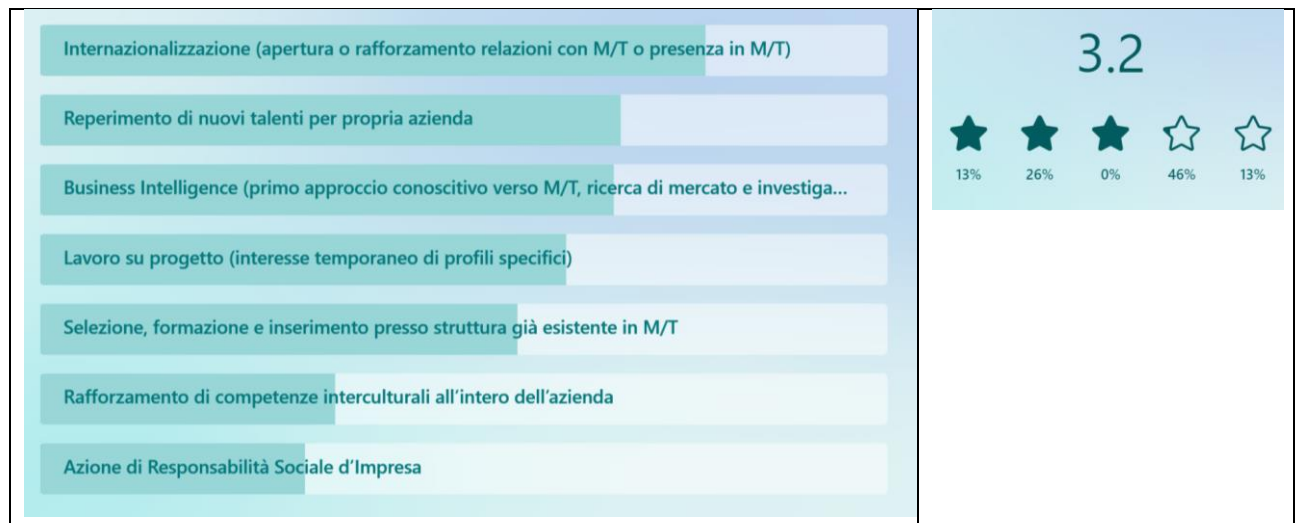 Internazionalizzazione (apertura o rafforzamento relazioni con M/T o presenza in M/T)
Reperimento di nuovi talenti per propria azienda
Business Intelligence (primo approccio conoscitivo verso M/T, ricerca di mercato e investiga...
Lavoro su progetto (interesse temporaneo di profili specifici)
Selezione, formazione e inserimento presso struttura già esistente in M/T
Rafforzamento di competenze interculturali all'intero dell'azienda
Azione di Responsabilità Sociale d'Impresa
3.2
13% 26% 0% 46% 13%